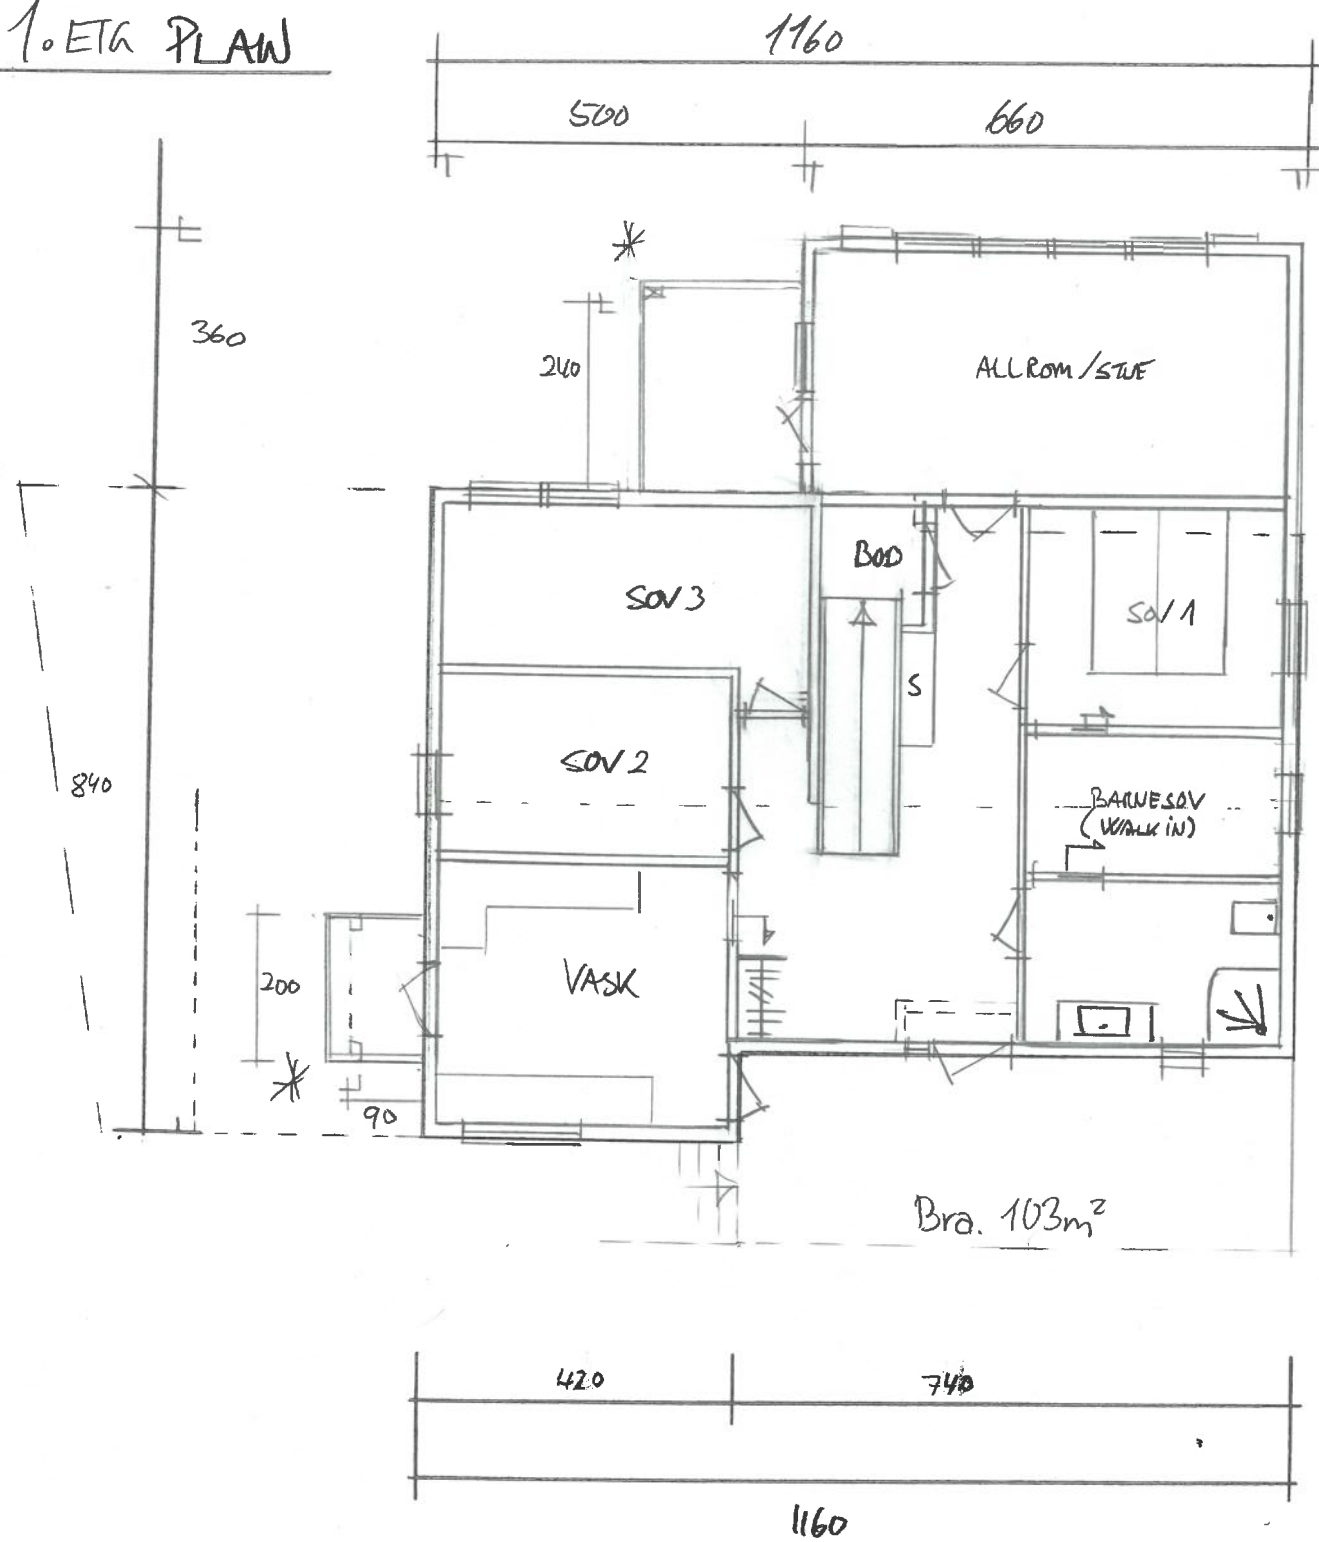 1. ETG PLAN
1160
500
660
360
240
ALLROM/STUE
BOD
SOV 3
SOV 1
S
SOV 2
840
BARNESOV
(WALK IN)
VASK
200
90
Bra. 103m²
420
740
1160